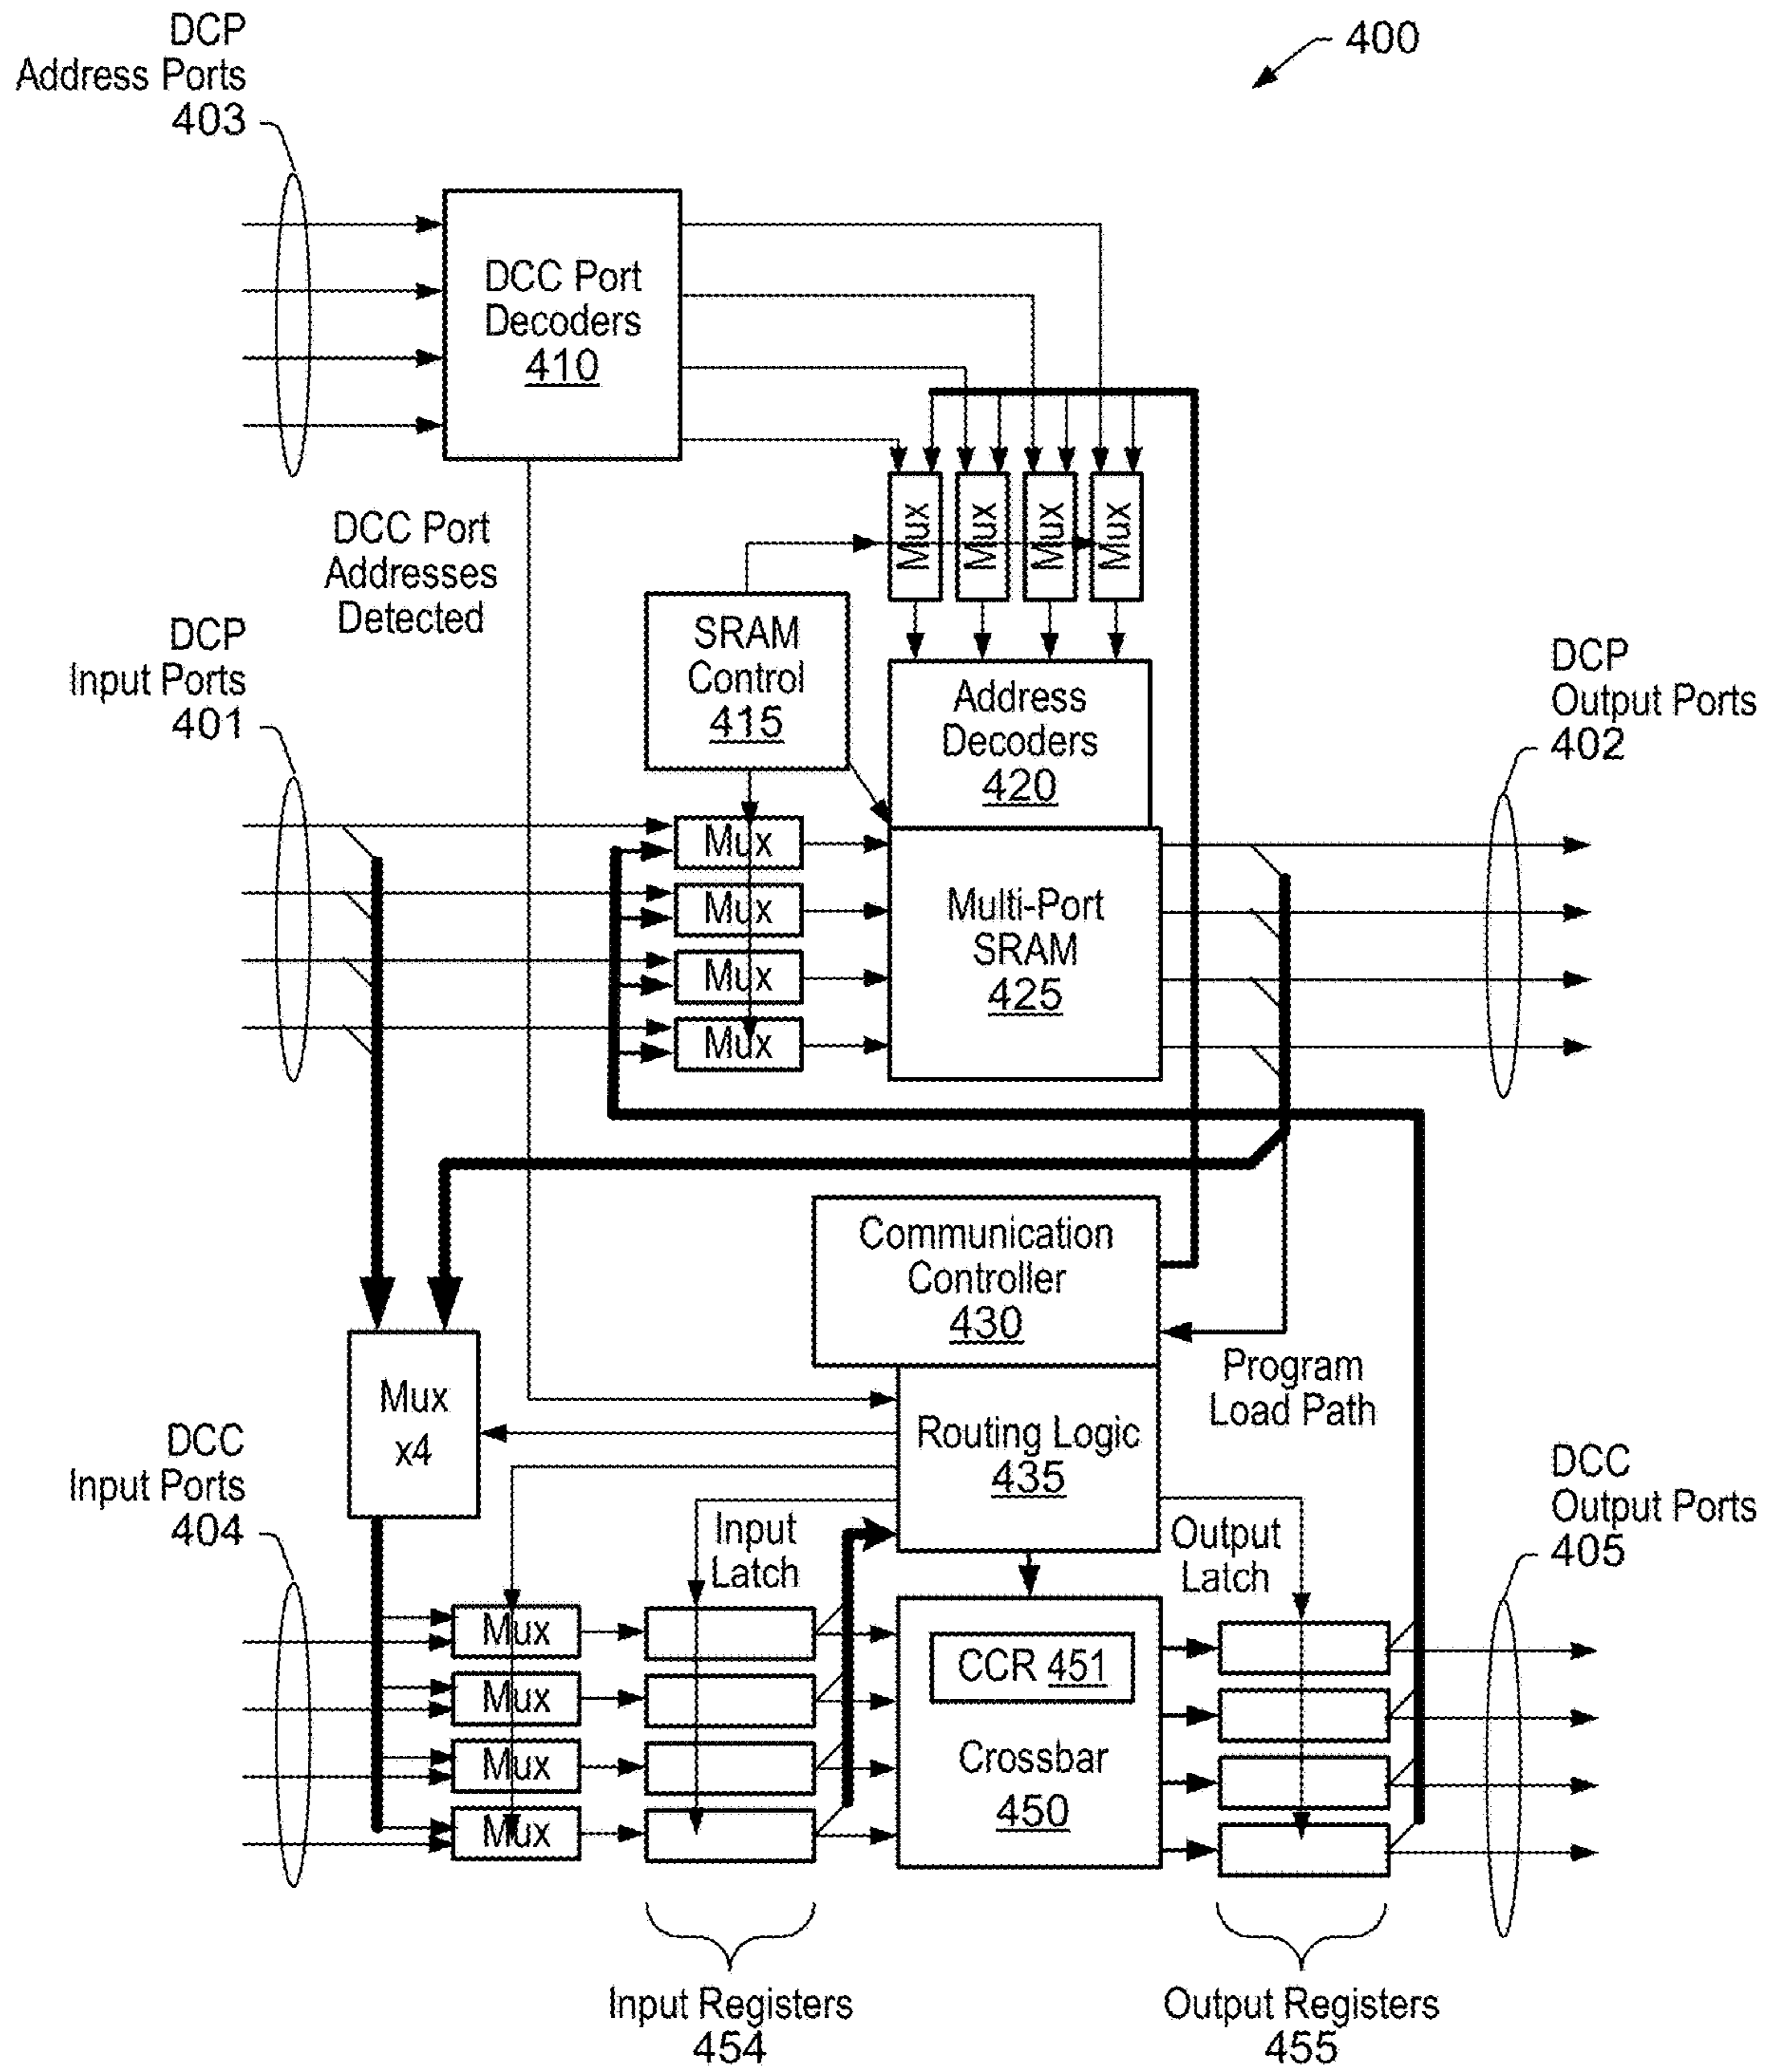 400
DCP
Address Ports
403
DCC Port
Decoders
410
DCC Port
Addresses
Detected
Mux
Mux
Mux
Mux
SRAM
Control
415
Address
Decoders
420
DCP
Input Ports
401
DCP
Output Ports
402
Mux
Mux
Mux
Mux
Multi-Port
SRAM
425
Communication
Controller
430
Program
Load Path
Mux
x4
Routing Logic
435
DCC
Input Ports
404
Input
Latch
Output
Latch
DCC
Output Ports
405
Mux
Mux
Mux
Mux
CCR 451
Crossbar
450
Input Registers
454
Output Registers
455